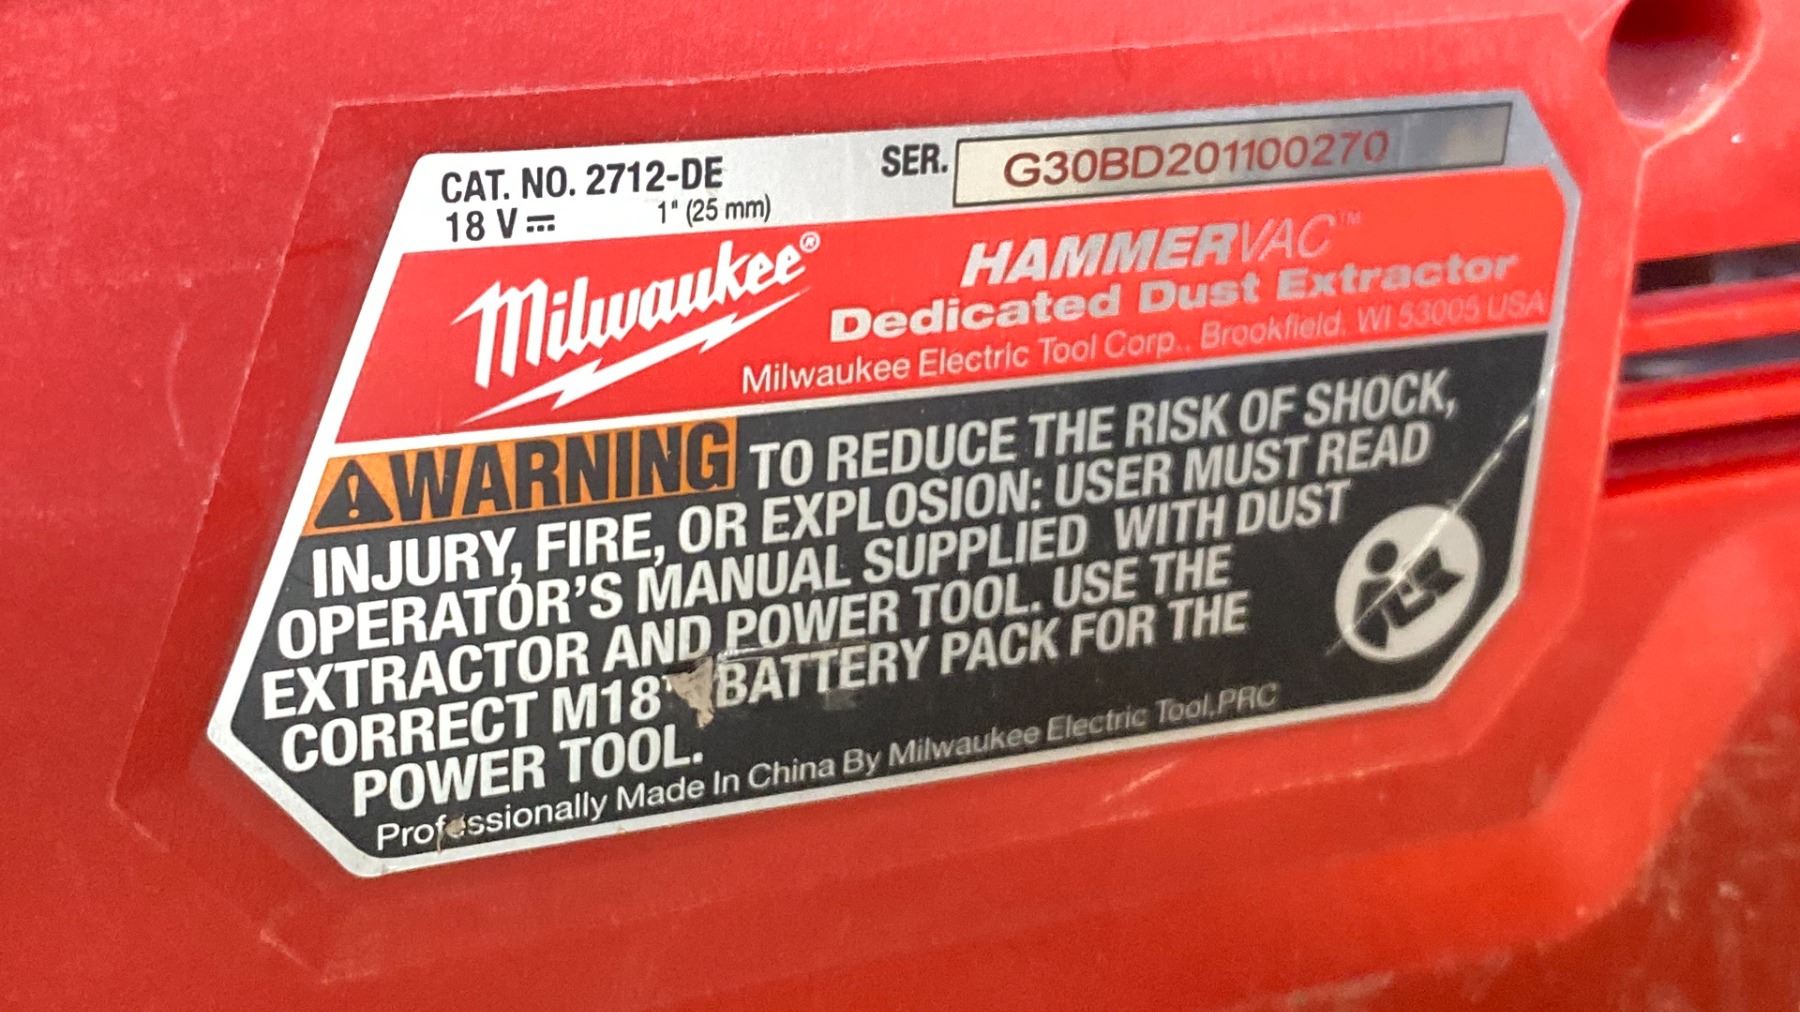 CAT. NO. 2712-DE
18 V⎓ 1" (25 mm)
SER. G30BD201100270
Milwaukee®
HAMMERVAC™
Dedicated Dust Extractor
Milwaukee Electric Tool Corp., Brookfield, WI 53005 USA
WARNING TO REDUCE THE RISK OF SHOCK,
INJURY, FIRE, OR EXPLOSION: USER MUST READ
OPERATOR'S MANUAL SUPPLIED WITH DUST
EXTRACTOR AND POWER TOOL. USE THE
CORRECT M18 BATTERY PACK FOR THE
POWER TOOL.
Professionally Made In China By Milwaukee Electric Tool,PRC